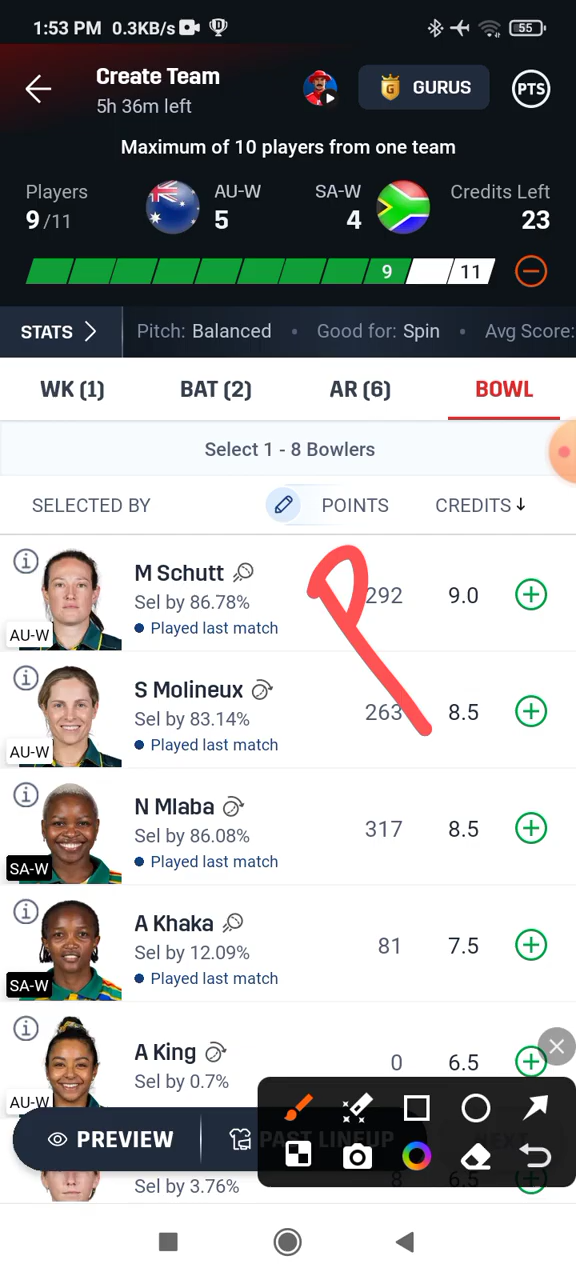 1:53 PM 0.3KB/s 55
Create Team
5h 36m left
GURUS
PTS
Maximum of 10 players from one team
Players AU-W SA-W Credits Left
9/11 5 4 23
9 11
STATS Pitch: Balanced • Good for: Spin • Avg Score:
WK (1) BAT (2) AR (6) BOWL
Select 1 - 8 Bowlers
SELECTED BY POINTS CREDITS ↓
M Schutt
Sel by 86.78% 292 9.0
AU-W • Played last match
S Molineux
Sel by 83.14% 263 8.5
AU-W • Played last match
N Mlaba
Sel by 86.08% 317 8.5
SA-W • Played last match
A Khaka
Sel by 12.09% 81 7.5
SA-W • Played last match
A King
Sel by 0.7% 0 6.5
AU-W
PREVIEW PAST LINEUP
Sel by 3.76% 8 6.5